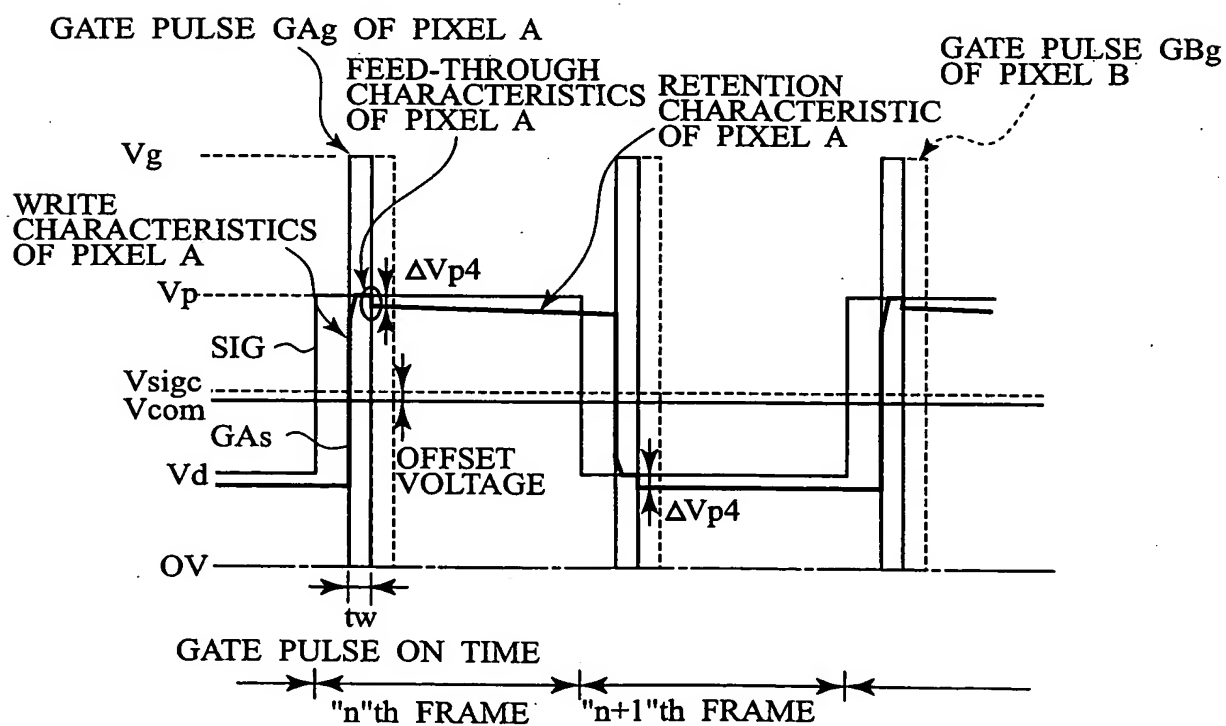 GATE PULSE GAg OF PIXEL A
FEED-THROUGH
CHARACTERISTICS
OF PIXEL A
RETENTION
CHARACTERISTIC
OF PIXEL A
GATE PULSE GBg
OF PIXEL B
Vg
WRITE
CHARACTERISTICS
OF PIXEL A
ΔVp4
Vp
SIG
Vsigc
Vcom
GAs
OFFSET
VOLTAGE
Vd
ΔVp4
OV
tw
GATE PULSE ON TIME
"n"th FRAME
"n+1"th FRAME